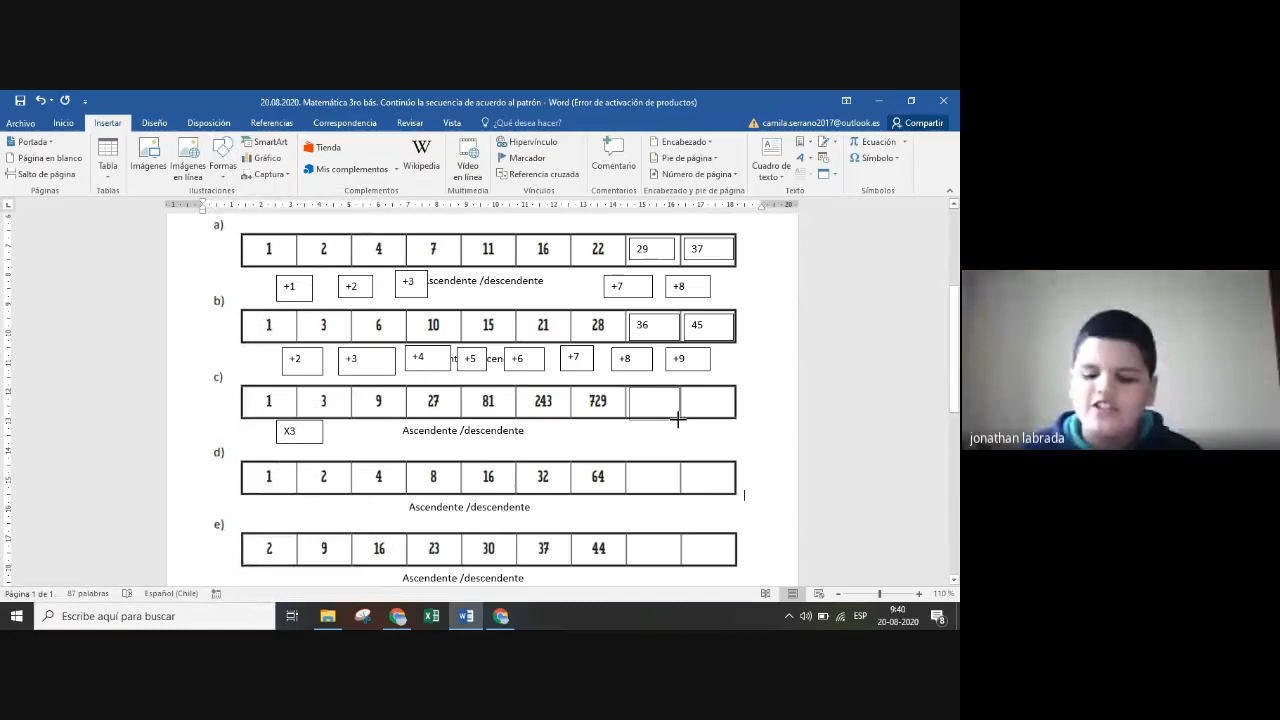 20.08.2020. Matemática 3ro bás. Continúo la secuencia de acuerdo al patrón - Word (Error de activación de productos)
Archivo Inicio Insertar Diseño Disposición Referencias Correspondencia Revisar Vista ¿Qué desea hacer? camila.serrano2017@outlook.es Compartir
Portada
Página en blanco
Salto de página
Páginas
Tabla
Tablas
Imágenes
Imágenes en línea
Formas
SmartArt
Gráfico
Captura
Ilustraciones
Tienda
Mis complementos
W
Wikipedia
Complementos
Vídeo en línea
Multimedia
Hipervínculo
Marcador
Referencia cruzada
Vínculos
Comentario
Comentarios
Encabezado
Pie de página
Número de página
Encabezado y pie de página
Cuadro de texto
Texto
Ecuación
Símbolo
Símbolos
a)
1 2 4 7 11 16 22 29 37
+1 +2 +3 scendente /descendente +7 +8
b)
1 3 6 10 15 21 28 36 45
+2 +3 +4 +5 +6 +7 +8 +9
c)
1 3 9 27 81 243 729
X3 Ascendente /descendente
d)
1 2 4 8 16 32 64
Ascendente /descendente
e)
2 9 16 23 30 37 44
Ascendente /descendente
jonathan labrada
Página 1 de 1 87 palabras Español (Chile) 110 %
Escribe aquí para buscar
ESP
9:40
20-08-2020
8